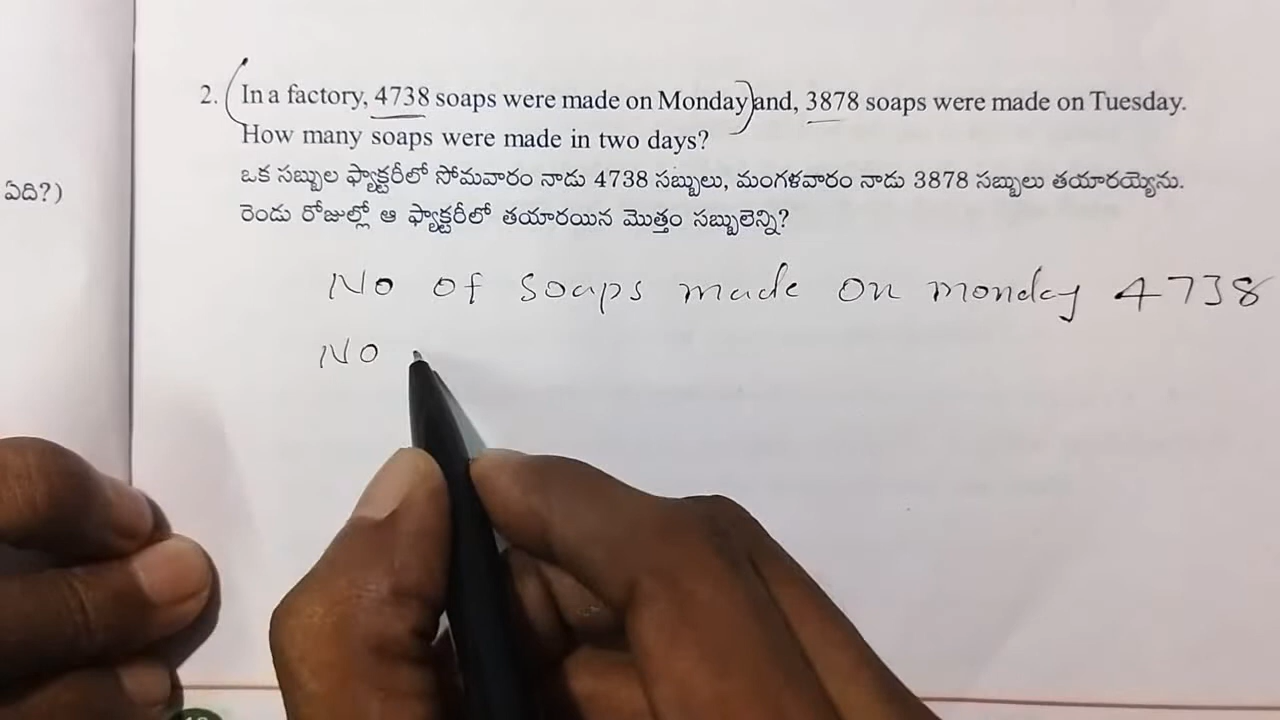 2. In a factory, 4738 soaps were made on Monday and, 3878 soaps were made on Tuesday.
How many soaps were made in two days?
ఏది?)
ఒక సబ్బుల ఫ్యాక్టరీలో సోమవారం నాడు 4738 సబ్బులు, మంగళవారం నాడు 3878 సబ్బులు తయారయ్యెను.
రెండు రోజుల్లో ఆ ఫ్యాక్టరీలో తయారయిన మొత్తం సబ్బులెన్ని?
No of soaps made on monday 4738
No